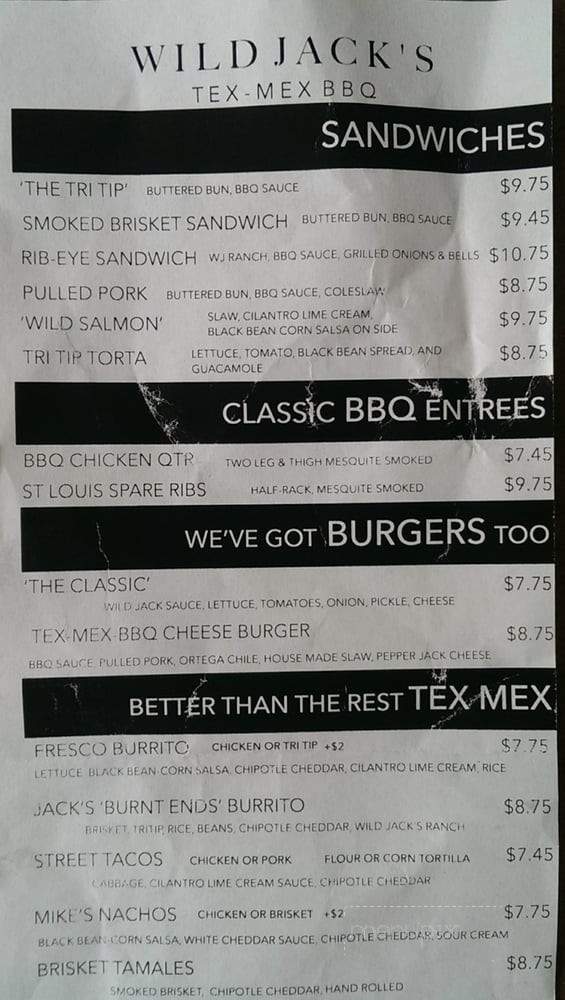 WILD JACK'S
TEX-MEX BBQ
SANDWICHES
'THE TRI TIP' BUTTERED BUN, BBQ SAUCE $9.75
SMOKED BRISKET SANDWICH BUTTERED BUN, BBQ SAUCE $9.45
RIB-EYE SANDWICH WJ RANCH, BBQ SAUCE, GRILLED ONIONS & BELLS $10.75
PULLED PORK BUTTERED BUN, BBQ SAUCE, COLESLAW $8.75
'WILD SALMON' SLAW, CILANTRO LIME CREAM, $9.75
BLACK BEAN CORN SALSA ON SIDE
TRI TIP TORTA LETTUCE, TOMATO, BLACK BEAN SPREAD, AND $8.75
GUACAMOLE
CLASSIC BBQ ENTREES
BBQ CHICKEN QTR TWO LEG & THIGH MESQUITE SMOKED $7.45
ST LOUIS SPARE RIBS HALF-RACK, MESQUITE SMOKED $9.75
WE'VE GOT BURGERS TOO
'THE CLASSIC' $7.75
WILD JACK SAUCE, LETTUCE, TOMATOES, ONION, PICKLE, CHEESE
TEX-MEX-BBQ CHEESE BURGER $8.75
BBQ SAUCE, PULLED PORK, ORTEGA CHILE, HOUSE MADE SLAW, PEPPER JACK CHEESE
BETTER THAN THE REST TEX MEX
FRESCO BURRITO CHICKEN OR TRI TIP +$2 $7.75
LETTUCE, BLACK BEAN-CORN SALSA, CHIPOTLE CHEDDAR, CILANTRO LIME CREAM, RICE
JACK'S 'BURNT ENDS' BURRITO $8.75
BRISKET, TRITIP, RICE, BEANS, CHIPOTLE CHEDDAR, WILD JACK'S RANCH
STREET TACOS CHICKEN OR PORK FLOUR OR CORN TORTILLA $7.45
CABBAGE, CILANTRO LIME CREAM SAUCE, CHIPOTLE CHEDDAR
MIKE'S NACHOS CHICKEN OR BRISKET +$2 $7.75
BLACK BEAN-CORN SALSA, WHITE CHEDDAR SAUCE, CHIPOTLE CHEDDAR, SOUR CREAM
BRISKET TAMALES $8.75
SMOKED BRISKET, CHIPOTLE CHEDDAR, HAND ROLLED